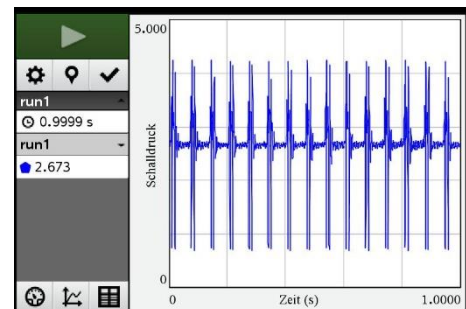 run1
0.9999 s
run1
2.673
5.000
Schalldruck
0
0
Zeit (s)
1.0000